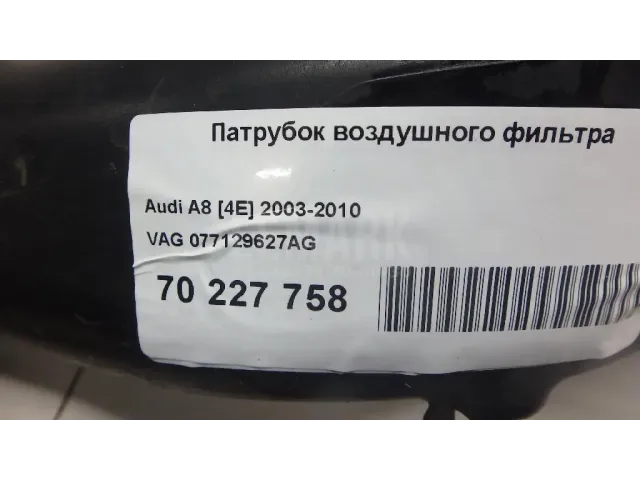 Патрубок воздушного фильтра
Audi A8 [4E] 2003-2010
VAG 077129627AG
70 227 758